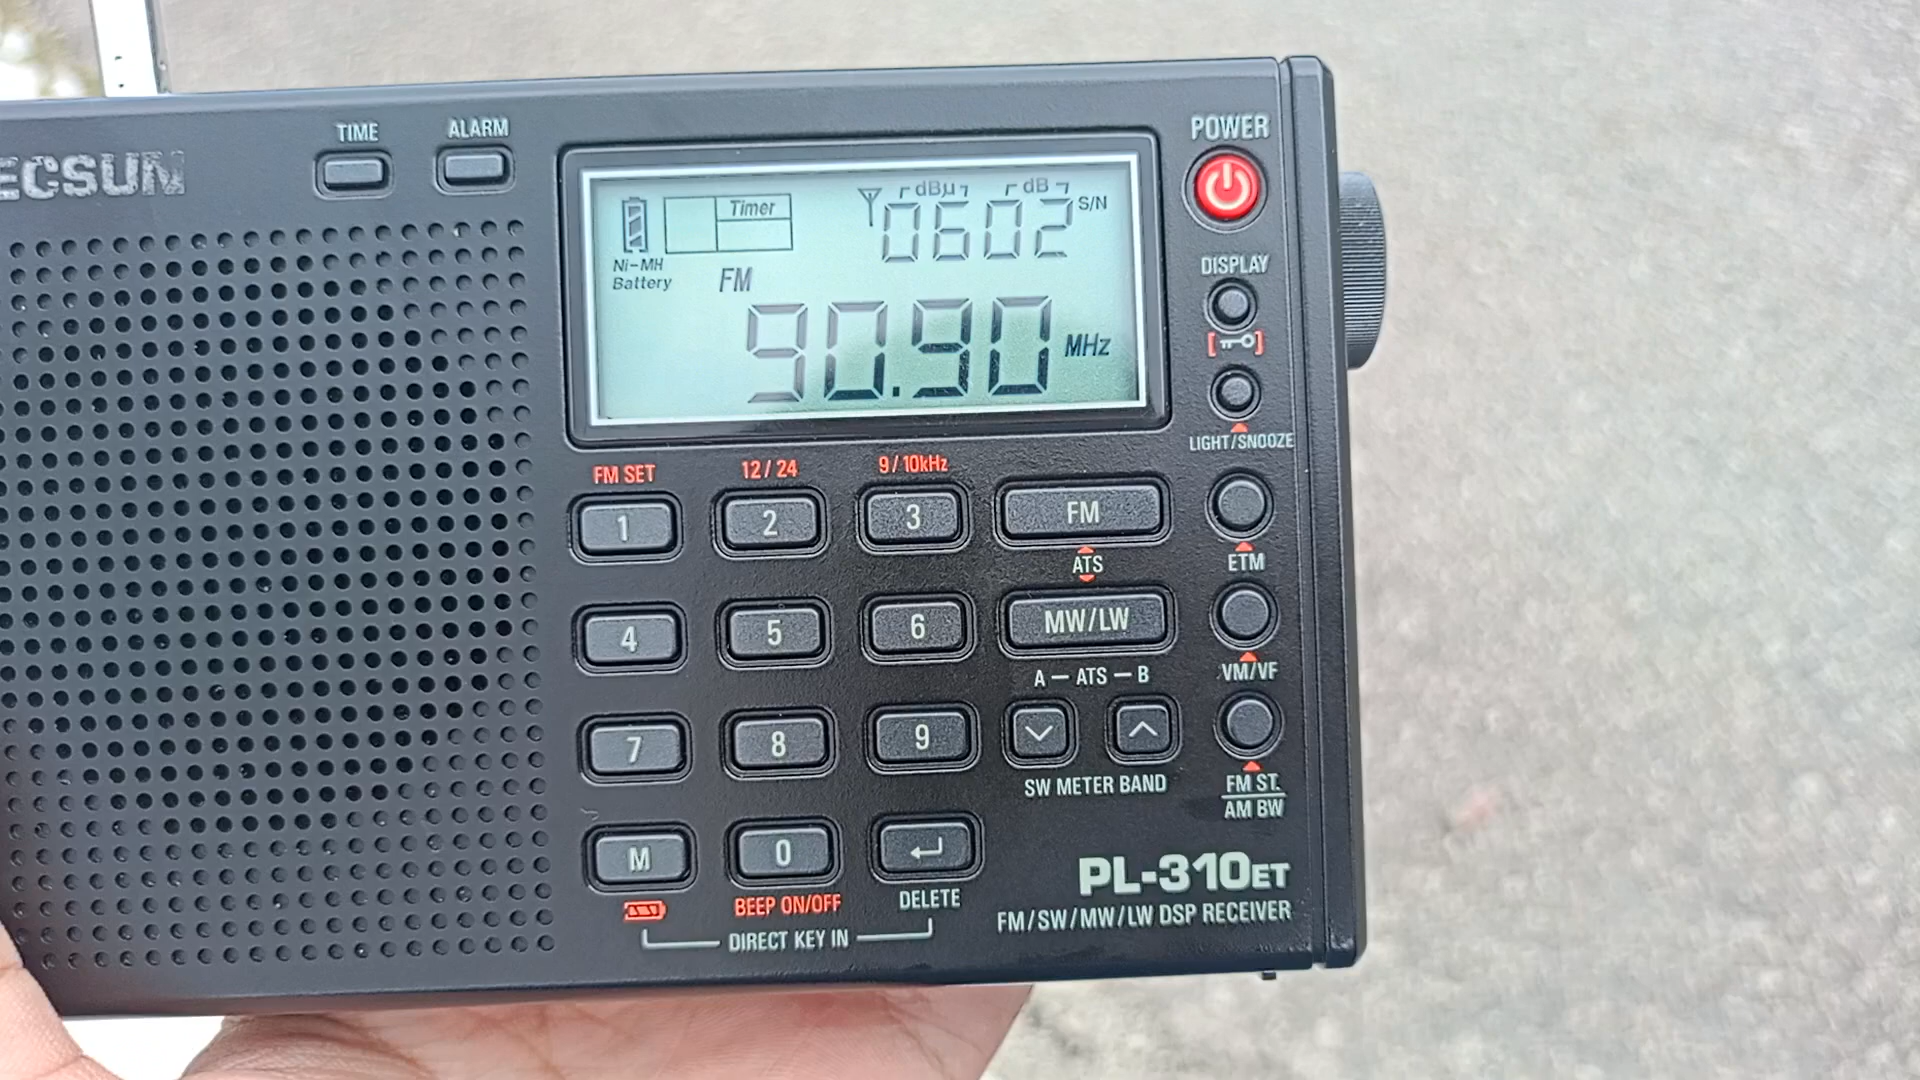 TIME
ALARM
ECSUN
POWER
Timer
dBµ
dB
0602
S/N
Ni-MH
Battery
FM
90.90
MHz
DISPLAY
LIGHT/SNOOZE
FM SET
12/24
9/10kHz
1
2
3
FM
ATS
ETM
4
5
6
MW/LW
VM/VF
A — ATS — B
7
8
9
SW METER BAND
FM ST.
AM BW
M
0
BEEP ON/OFF
DELETE
DIRECT KEY IN
PL-310ET
FM/SW/MW/LW DSP RECEIVER